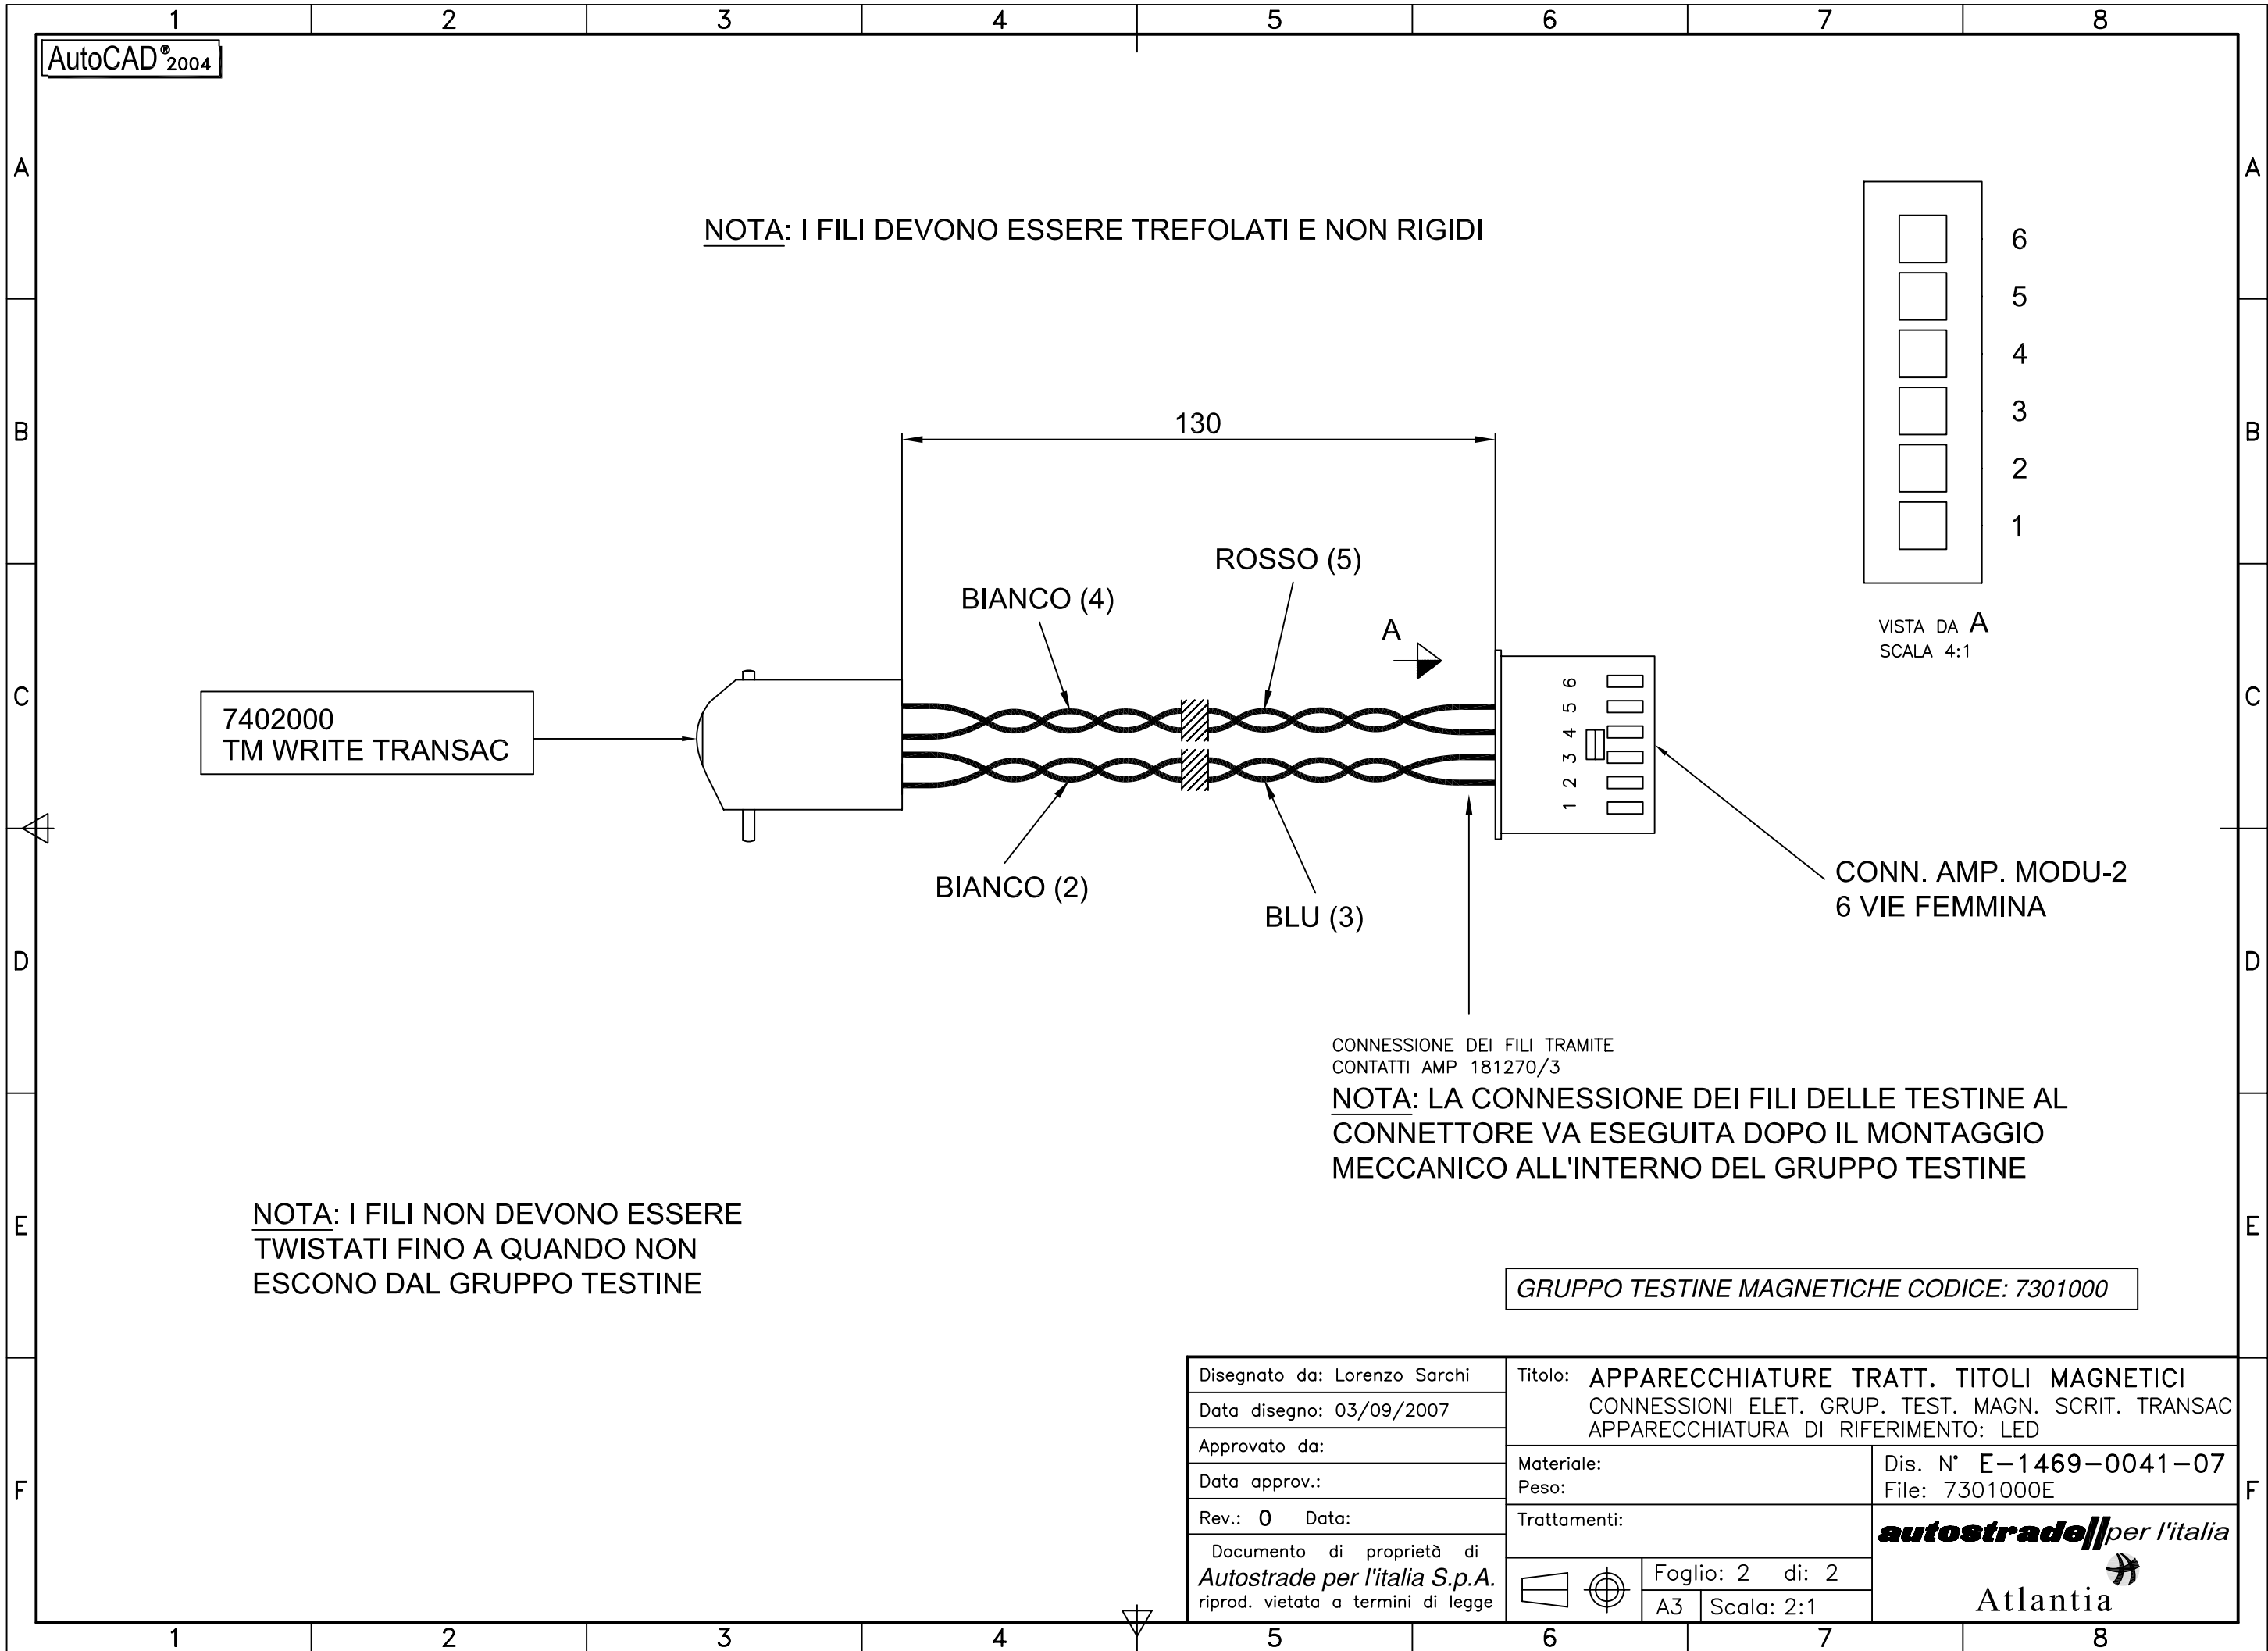 1 2 3 4 5 6 7 8
AutoCAD® 2004
A A
B B
C C
D D
E E
F F
NOTA: I FILI DEVONO ESSERE TREFOLATI E NON RIGIDI
6
5
4
3
2
1
VISTA DA A
SCALA 4:1
130
ROSSO (5)
BIANCO (4)
A
7402000
TM WRITE TRANSAC
1 2 3 4 5 6
BIANCO (2)
BLU (3)
CONN. AMP. MODU-2
6 VIE FEMMINA
CONNESSIONE DEI FILI TRAMITE
CONTATTI AMP 181270/3
NOTA: LA CONNESSIONE DEI FILI DELLE TESTINE AL
CONNETTORE VA ESEGUITA DOPO IL MONTAGGIO
MECCANICO ALL'INTERNO DEL GRUPPO TESTINE
NOTA: I FILI NON DEVONO ESSERE
TWISTATI FINO A QUANDO NON
ESCONO DAL GRUPPO TESTINE
GRUPPO TESTINE MAGNETICHE CODICE: 7301000
Disegnato da: Lorenzo Sarchi
Data disegno: 03/09/2007
Approvato da:
Data approv.:
Rev.: 0 Data:
Documento di proprietà di
Autostrade per l'italia S.p.A.
riprod. vietata a termini di legge
Titolo: APPARECCHIATURE TRATT. TITOLI MAGNETICI
CONNESSIONI ELET. GRUP. TEST. MAGN. SCRIT. TRANSAC
APPARECCHIATURA DI RIFERIMENTO: LED
Materiale:
Peso:
Dis. N° E-1469-0041-07
File: 7301000E
Trattamenti:
Foglio: 2 di: 2
A3 Scala: 2:1
autostrade//per l'italia
Atlantia
1 2 3 4 5 6 7 8